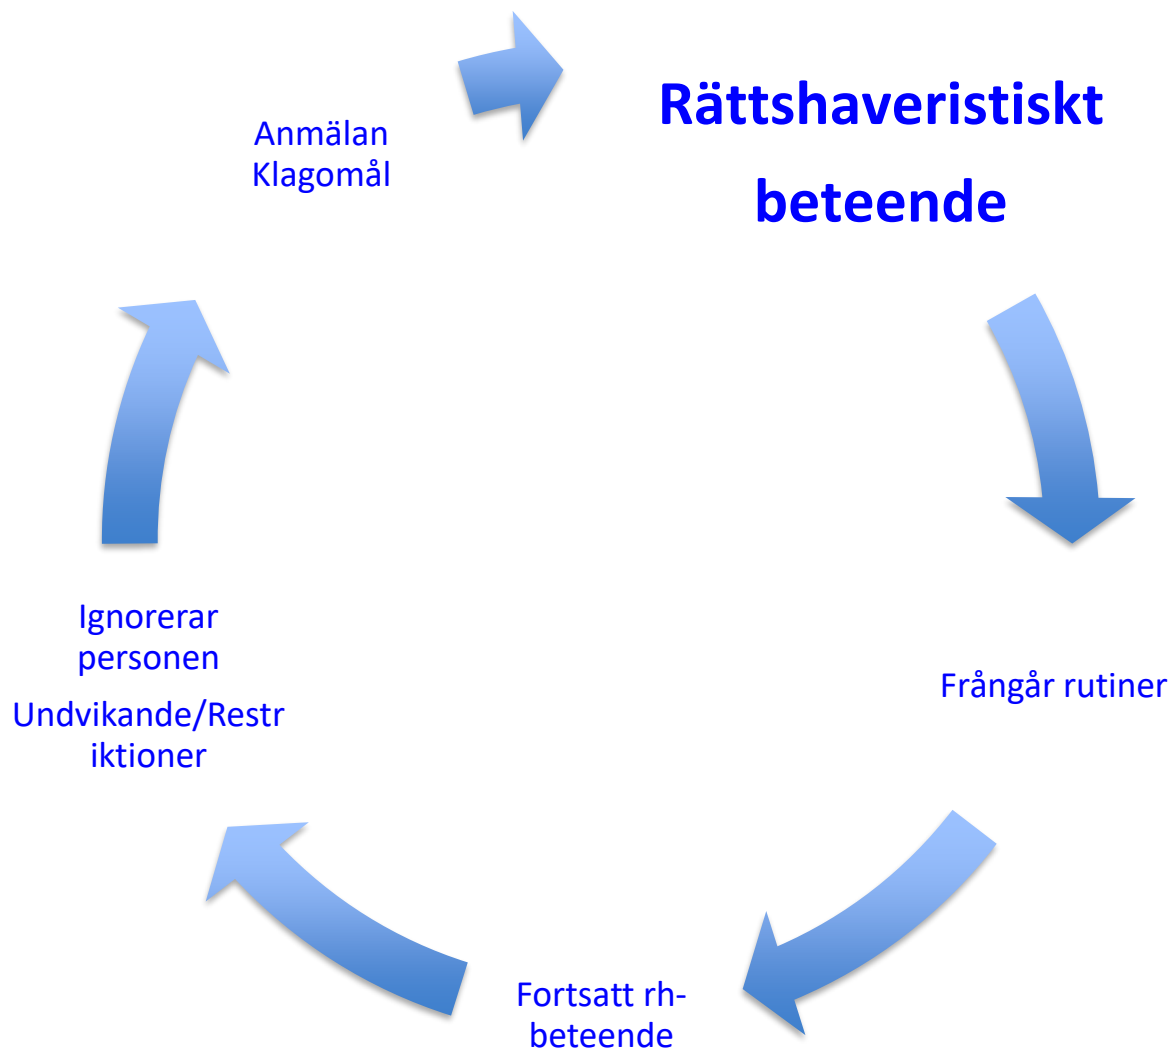 Rättshaveristiskt
beteende
Frångår rutiner
Fortsatt rh-
beteende
Ignorerar
personen
Undvikande/Restr
iktioner
Anmälan
Klagomål